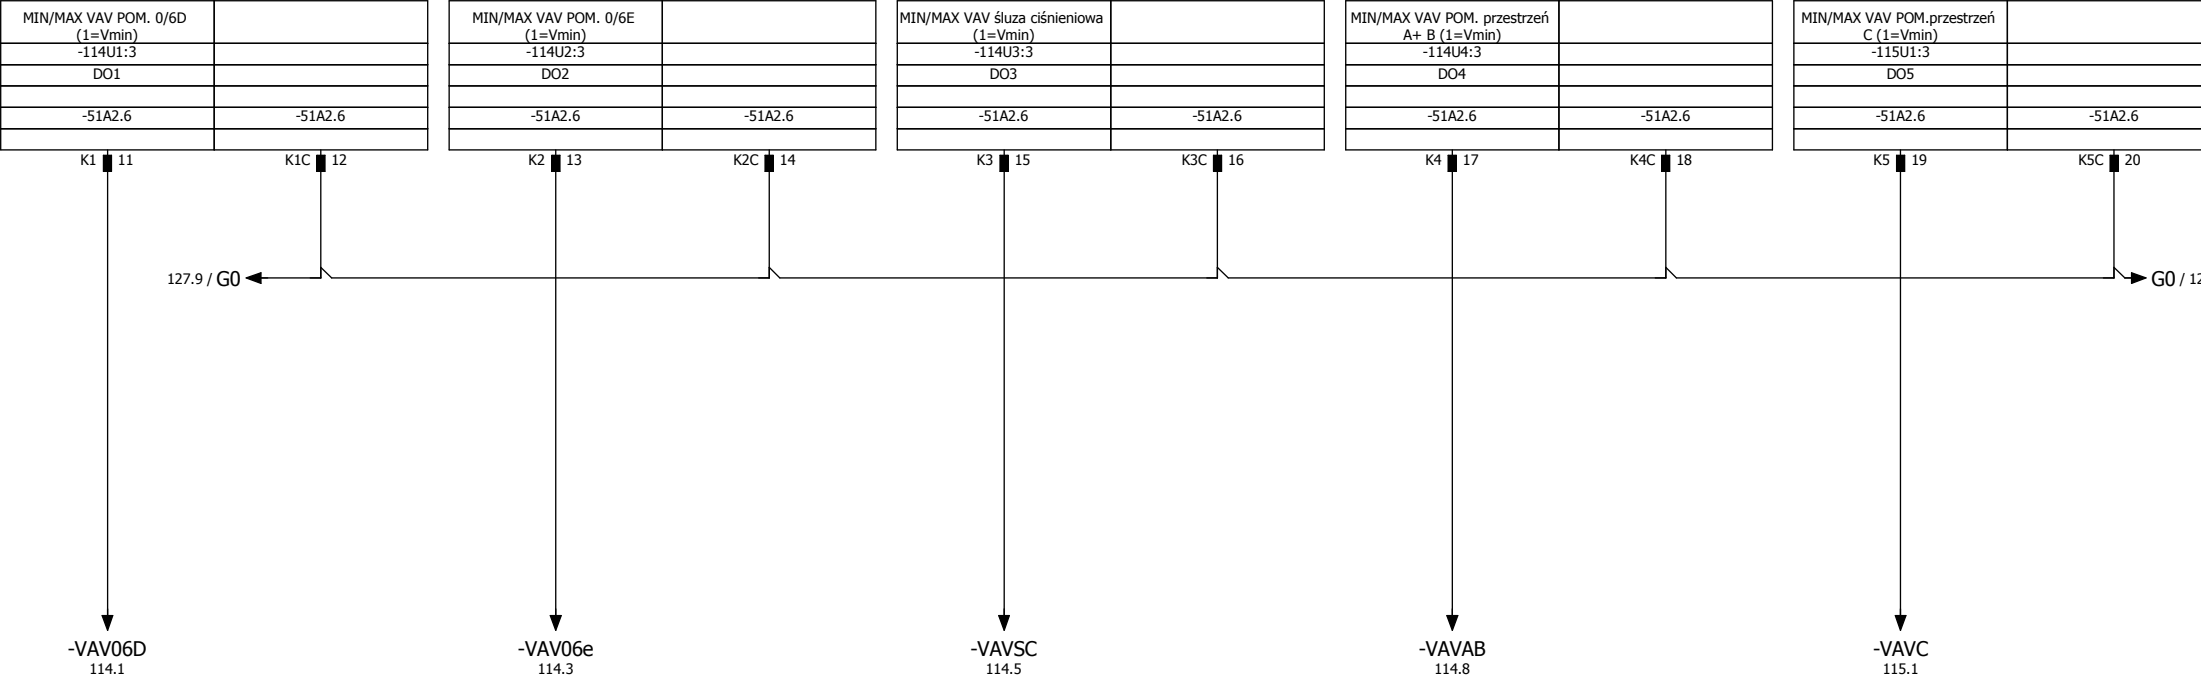 MIN/MAX VAV POM. 0/6D
(1=Vmin)
-114U1:3
DO1
-51A2.6
-51A2.6
K1 11
K1C 12
MIN/MAX VAV POM. 0/6E
(1=Vmin)
-114U2:3
DO2
-51A2.6
-51A2.6
K2 13
K2C 14
MIN/MAX VAV śluza ciśnieniowa
(1=Vmin)
-114U3:3
DO3
-51A2.6
-51A2.6
K3 15
K3C 16
MIN/MAX VAV POM. przestrzeń
A+ B (1=Vmin)
-114U4:3
DO4
-51A2.6
-51A2.6
K4 17
K4C 18
MIN/MAX VAV POM.przestrzeń
C (1=Vmin)
-115U1:3
DO5
-51A2.6
-51A2.6
K5 19
K5C 20
127.9 / G0
G0 / 12
-VAV06D
114.1
-VAV06e
114.3
-VAVSC
114.5
-VAVAB
114.8
-VAVC
115.1